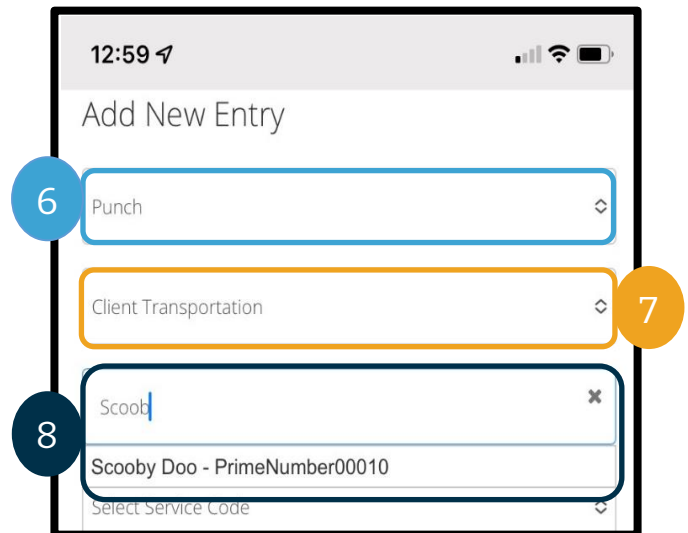 12:59
Add New Entry
6
Punch
Client Transportation
7
Scoob
8
Scooby Doo - PrimeNumber00010
Select Service Code